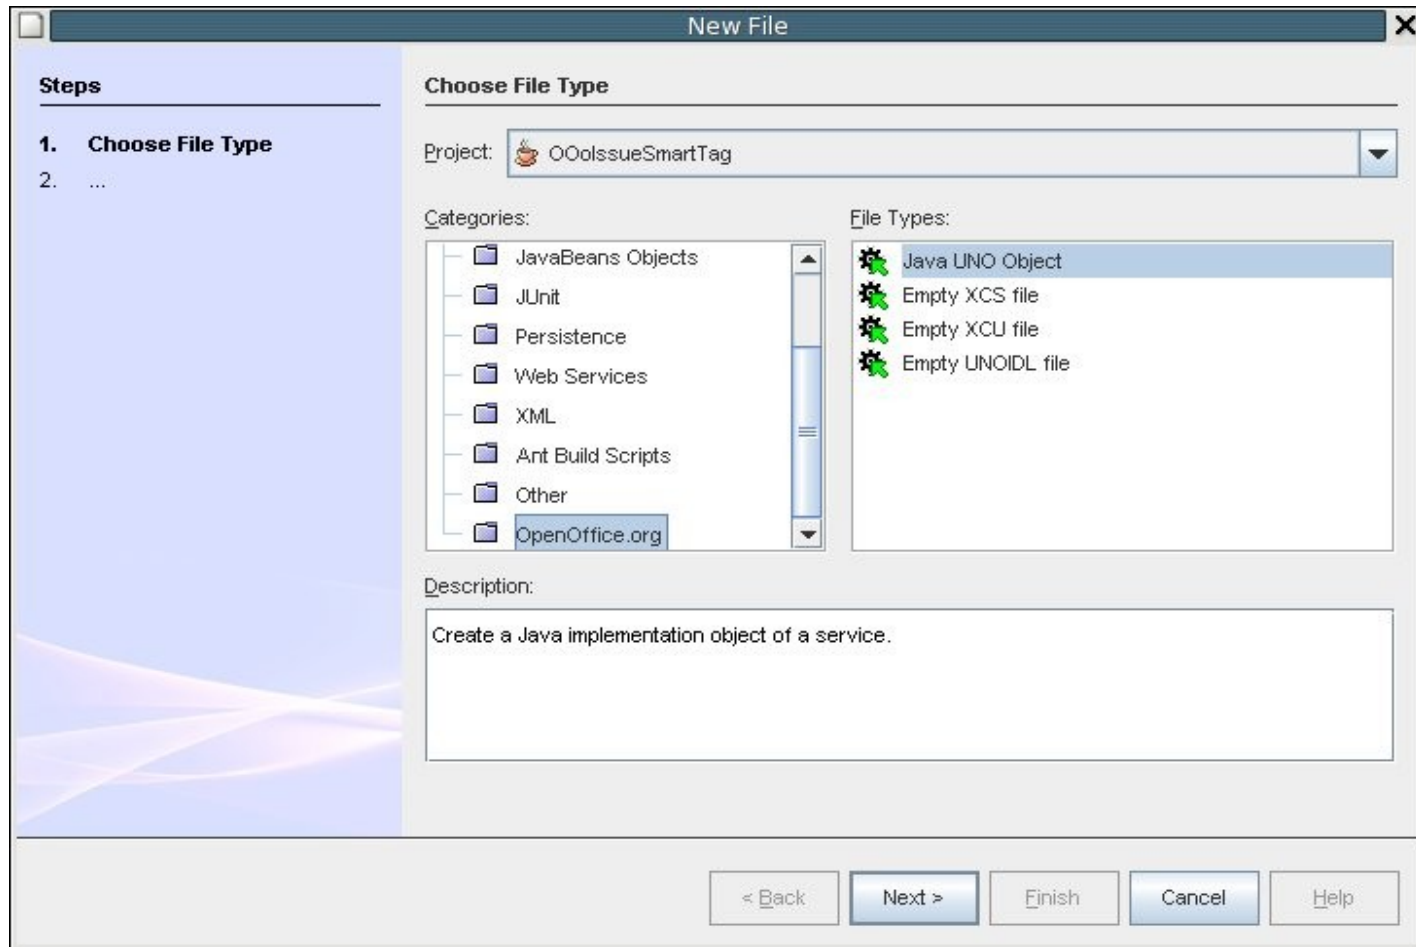 New File
Steps
1. Choose File Type
2. ...
Choose File Type
Project: OOoIssueSmartTag
Categories:
JavaBeans Objects
JUnit
Persistence
Web Services
XML
Ant Build Scripts
Other
OpenOffice.org
File Types:
Java UNO Object
Empty XCS file
Empty XCU file
Empty UNOIDL file
Description:
Create a Java implementation object of a service.
< Back Next > Finish Cancel Help